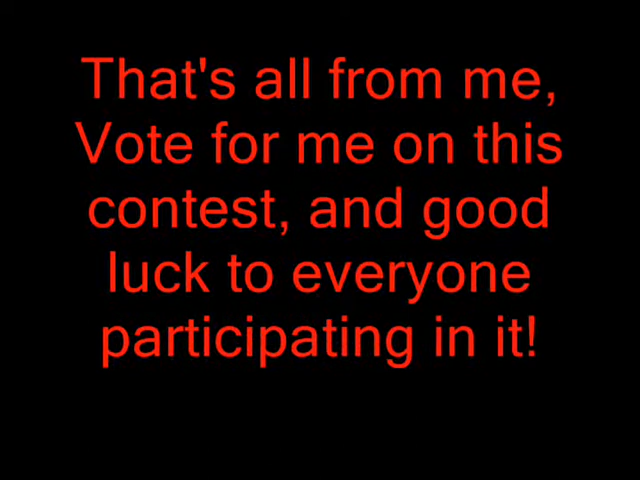 That's all from me,
Vote for me on this
contest, and good
luck to everyone
participating in it!